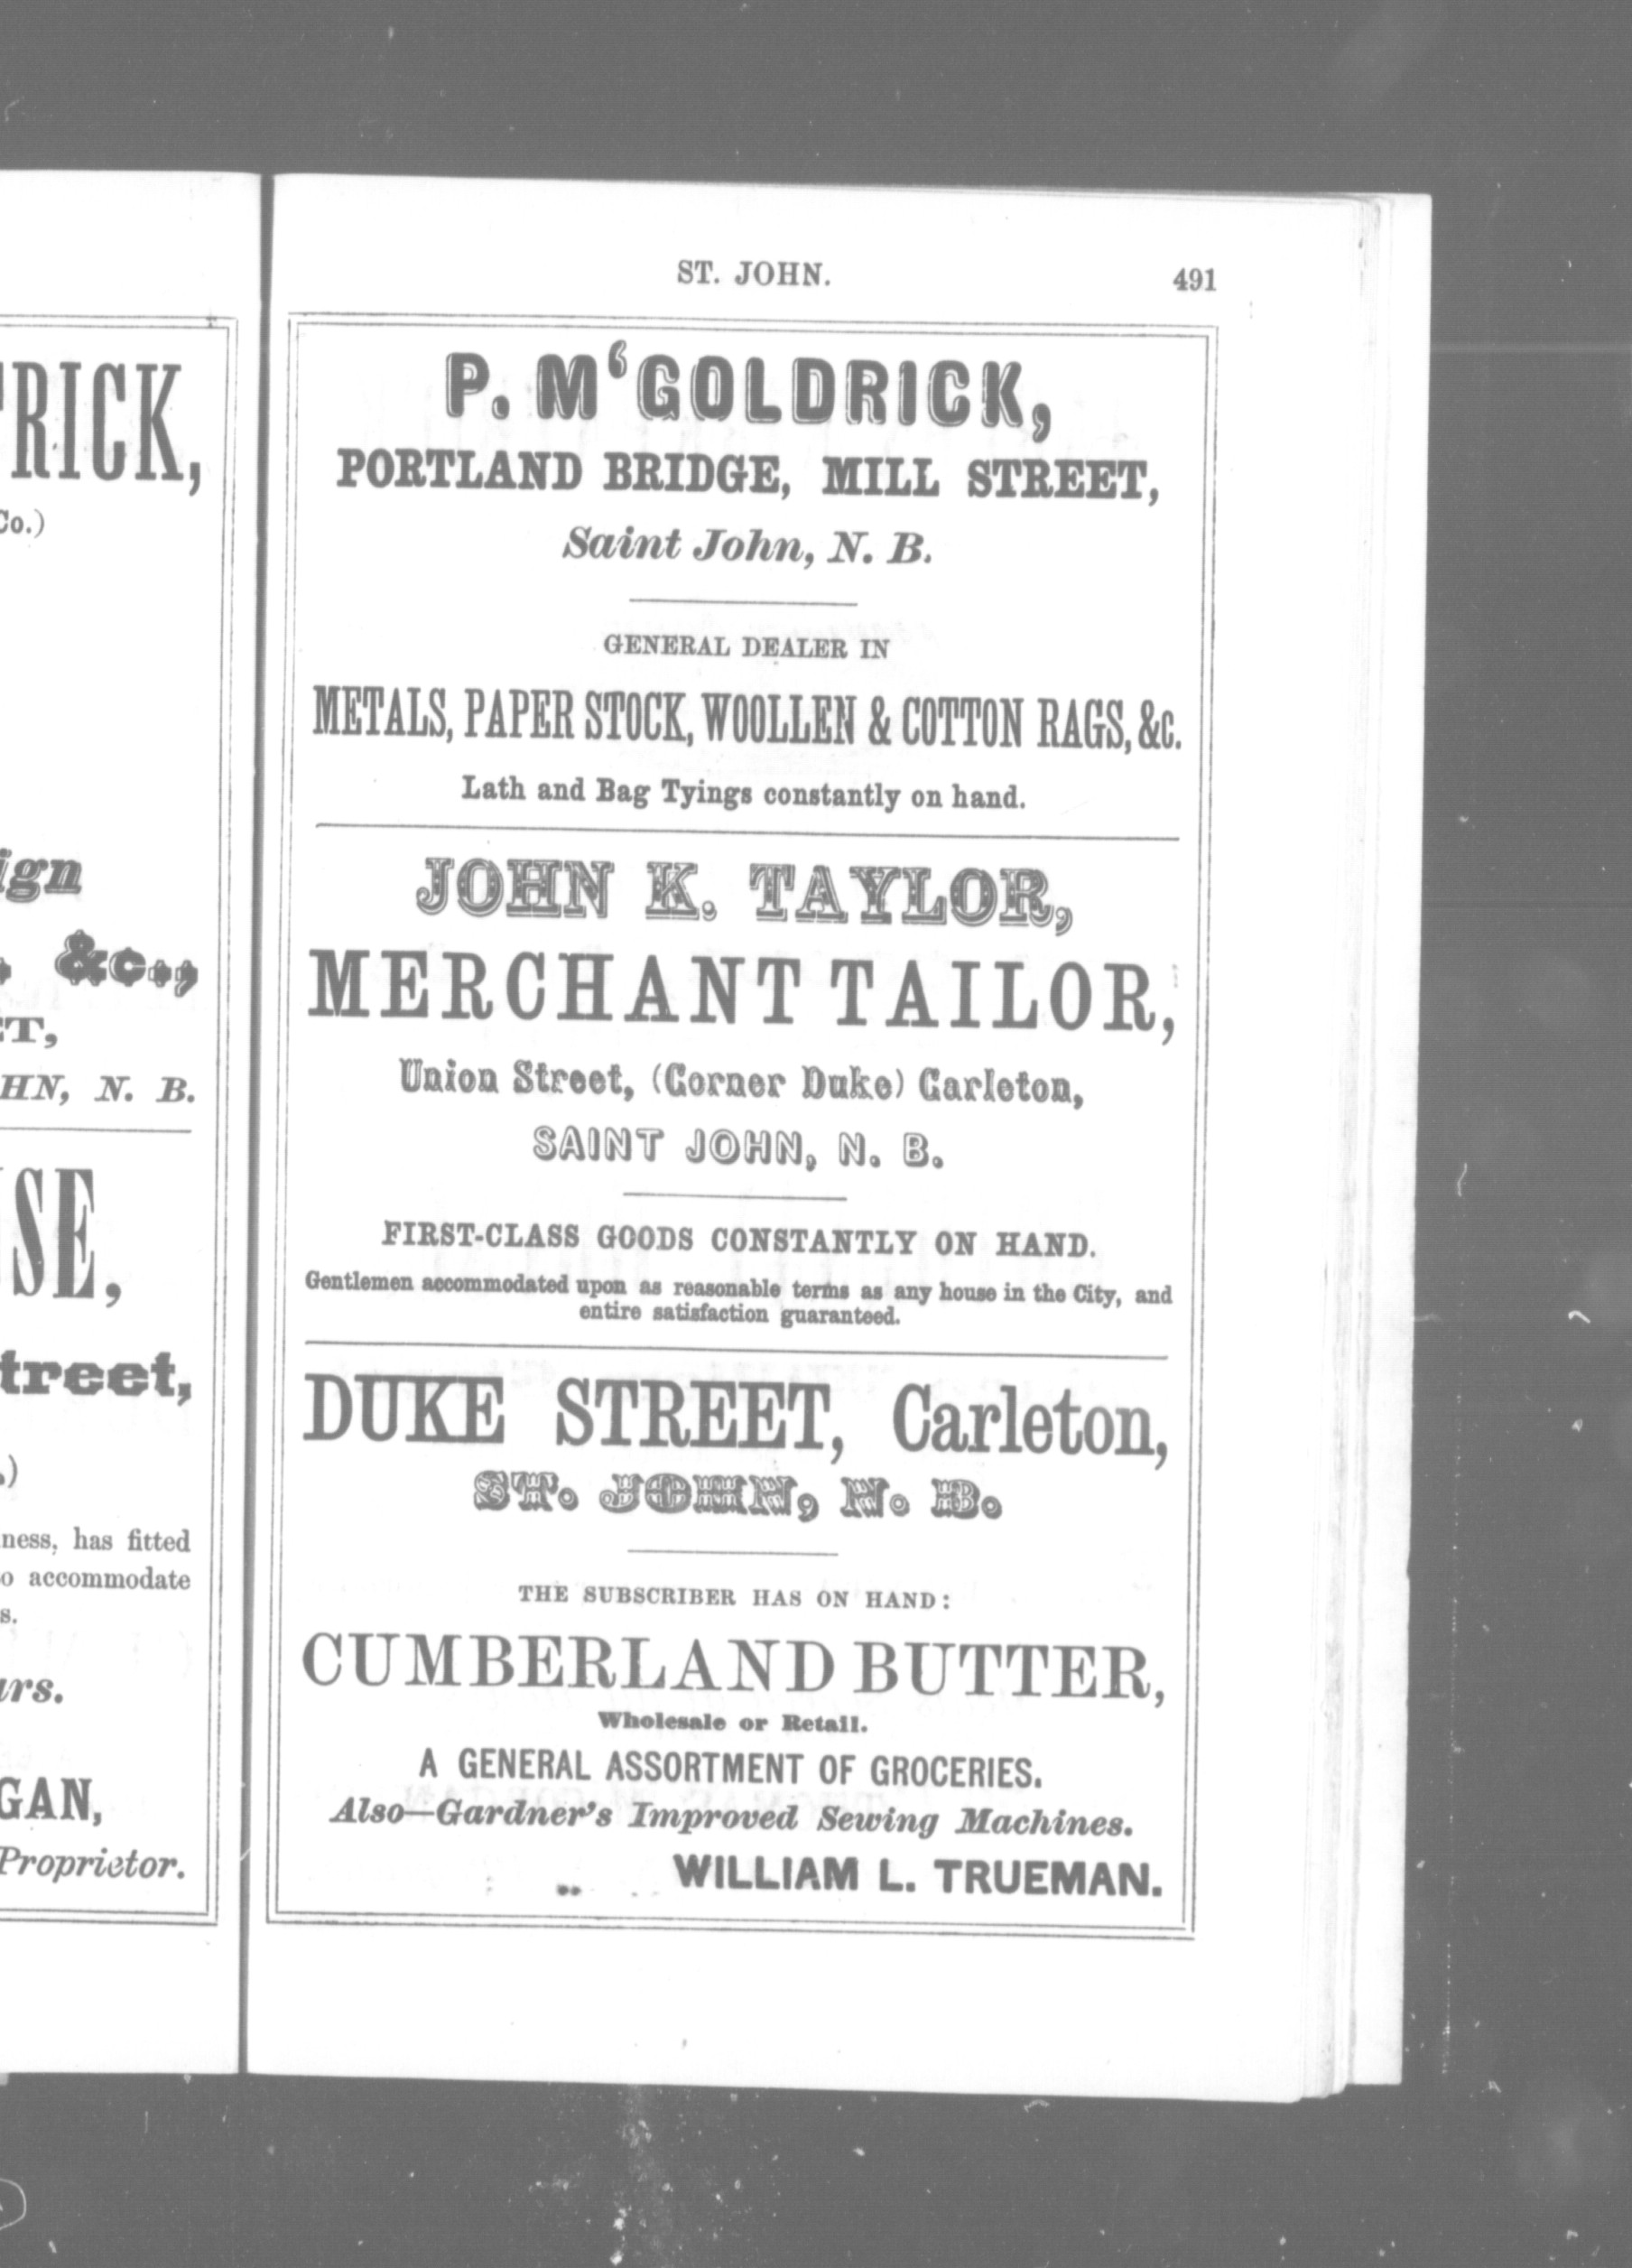 RICK,
Co.)
ign
, &c.,
ET,
HN, N. B.
SE,
treet,
.)
ness, has fitted
o accommodate
s.
urs.
GAN,
Proprietor.
ST. JOHN.
491
P. M‘GOLDRICK,
PORTLAND BRIDGE, MILL STREET,
Saint John, N. B.
GENERAL DEALER IN
METALS, PAPER STOCK, WOOLLEN & COTTON RAGS, &C.
Lath and Bag Tyings constantly on hand.
JOHN K. TAYLOR,
MERCHANT TAILOR,
Union Street, (Corner Duke) Carleton,
SAINT JOHN, N. B.
FIRST-CLASS GOODS CONSTANTLY ON HAND.
Gentlemen accommodated upon as reasonable terms as any house in the City, and
entire satisfaction guaranteed.
DUKE STREET, Carleton,
ST. JOHN, N. B.
THE SUBSCRIBER HAS ON HAND:
CUMBERLAND BUTTER,
Wholesale or Retail.
A GENERAL ASSORTMENT OF GROCERIES.
Also—Gardner's Improved Sewing Machines.
WILLIAM L. TRUEMAN.